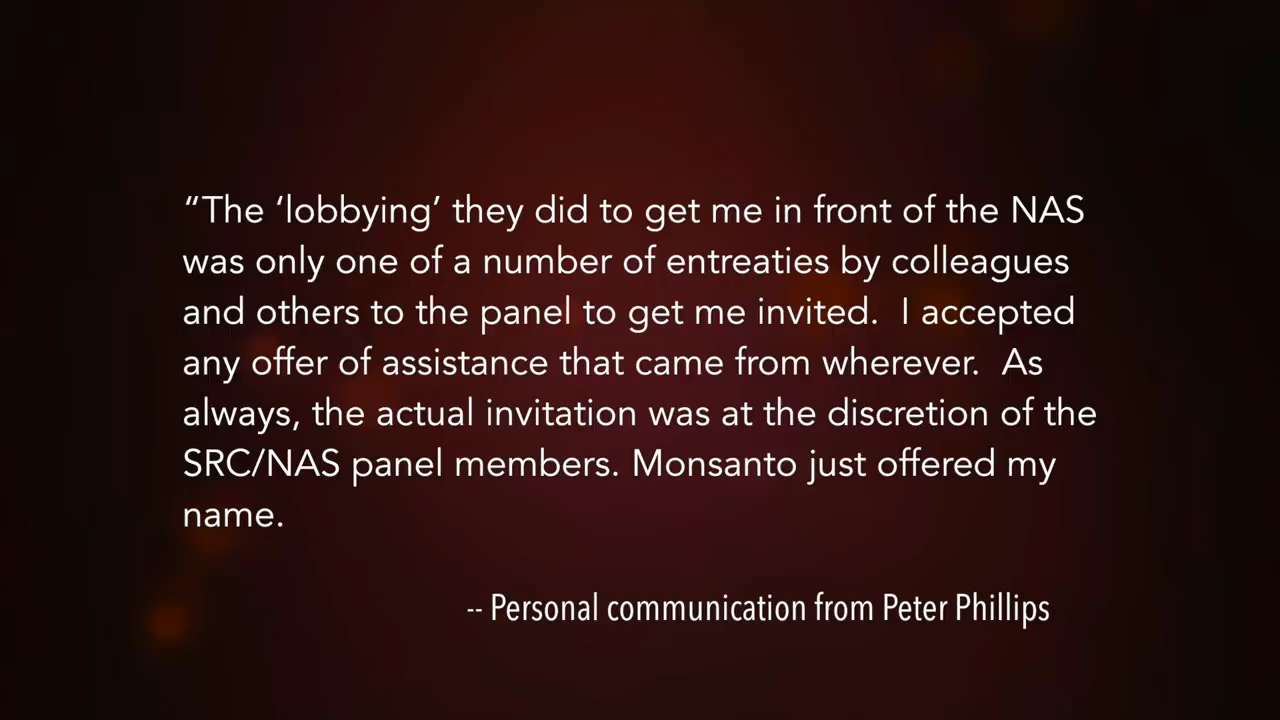 “The ‘lobbying’ they did to get me in front of the NAS
was only one of a number of entreaties by colleagues
and others to the panel to get me invited.  I accepted
any offer of assistance that came from wherever.  As
always, the actual invitation was at the discretion of the
SRC/NAS panel members. Monsanto just offered my
name.
-- Personal communication from Peter Phillips